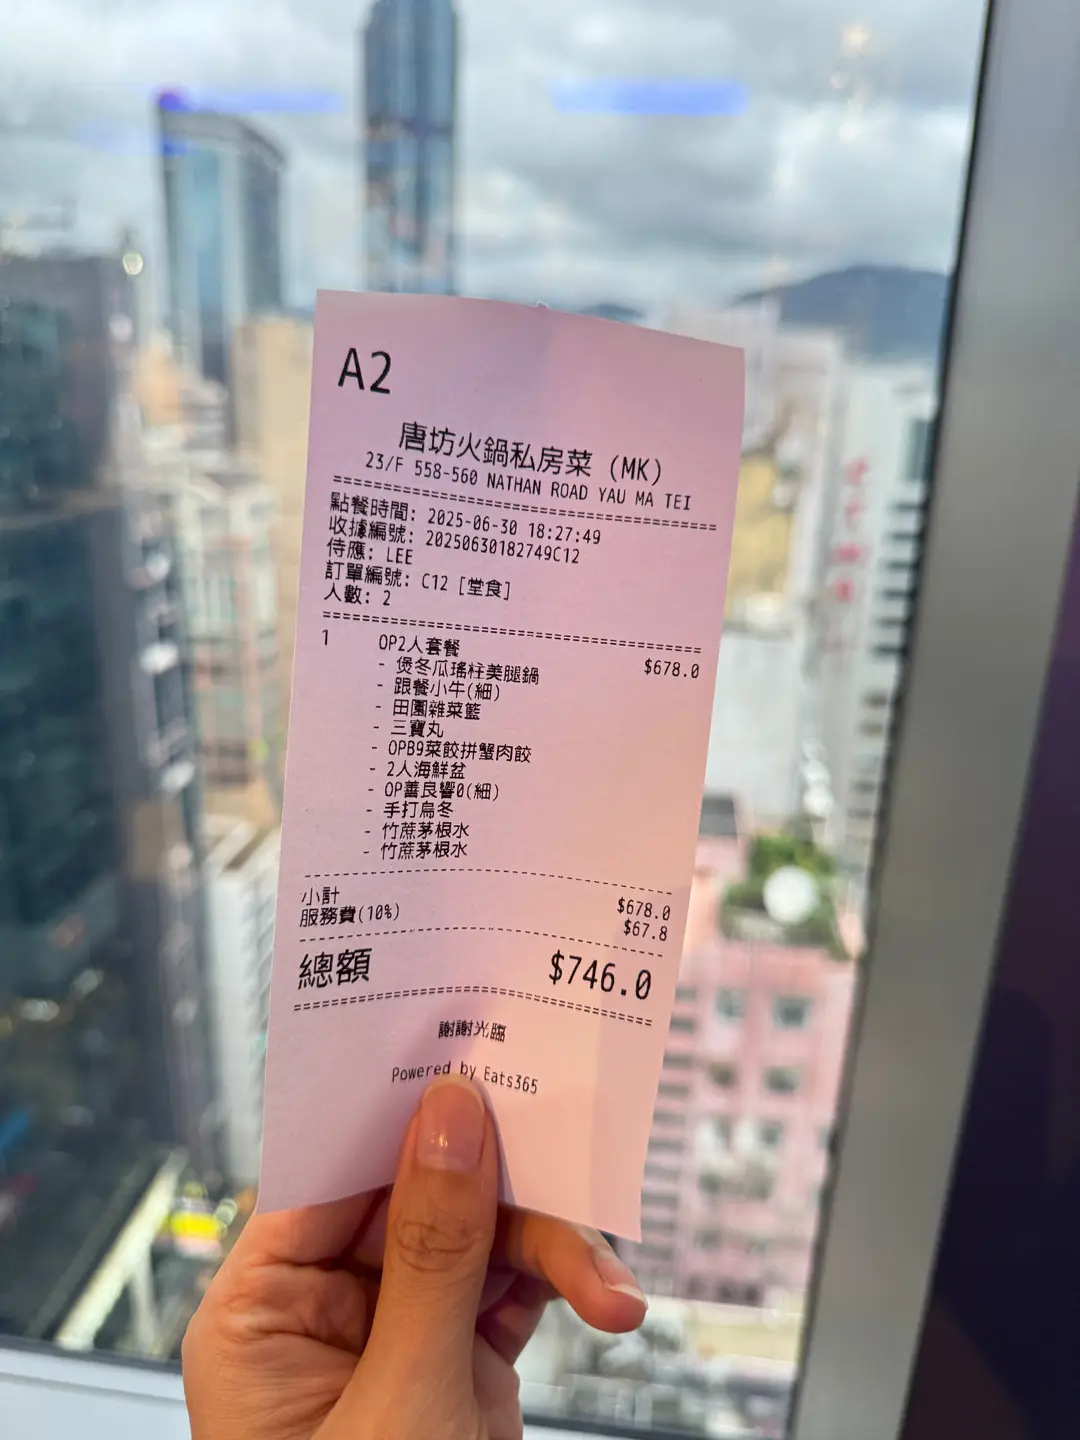 A2
唐坊火鍋私房菜 (MK)
23/F 558-560 NATHAN ROAD YAU MA TEI
點餐時間: 2025-06-30 18:27:49
收據編號: 20250630182749C12
侍應: LEE
訂單編號: C12 [堂食]
人數: 2
1 OP2人套餐 $678.0
- 煲冬瓜瑤柱美腿鍋
- 跟餐小牛(細)
- 田園雜菜籃
- 三寶丸
- OPB9菜餃拼蟹肉餃
- 2人海鮮盆
- OP善良響0(細)
- 手打烏冬
- 竹蔗茅根水
- 竹蔗茅根水
小計 $678.0
服務費(10%) $67.8
總額 $746.0
謝謝光臨
Powered by Eats365